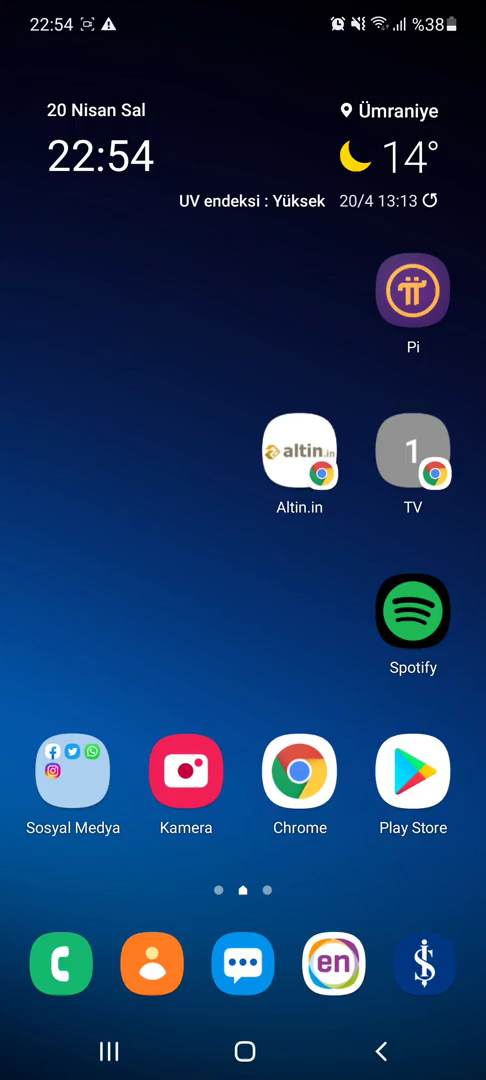 22:54
%38
20 Nisan Sal
Ümraniye
22:54
14°
UV endeksi : Yüksek 20/4 13:13
Pi
altin.in
1
Altin.in
TV
Spotify
Sosyal Medya
Kamera
Chrome
Play Store
en